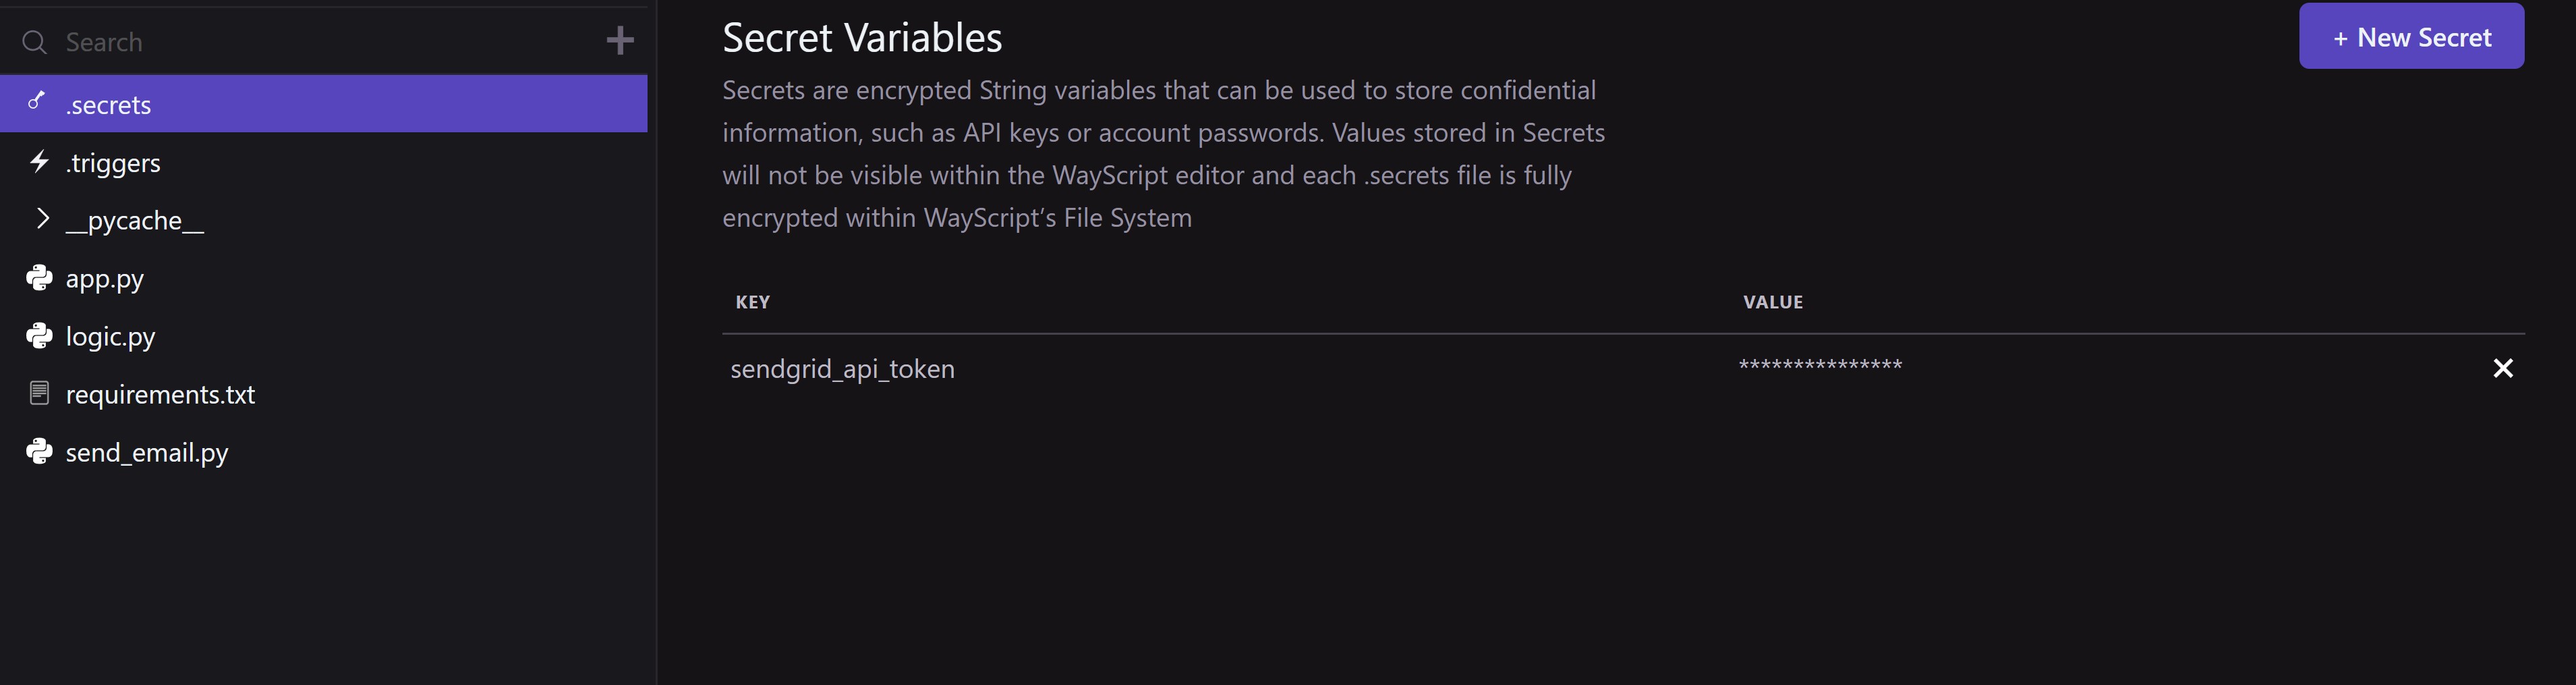 Search
.secrets
.triggers
__pycache__
app.py
logic.py
requirements.txt
send_email.py
Secret Variables
+ New Secret
Secrets are encrypted String variables that can be used to store confidential
information, such as API keys or account passwords. Values stored in Secrets
will not be visible within the WayScript editor and each .secrets file is fully
encrypted within WayScript’s File System
KEY VALUE
sendgrid_api_token ***************